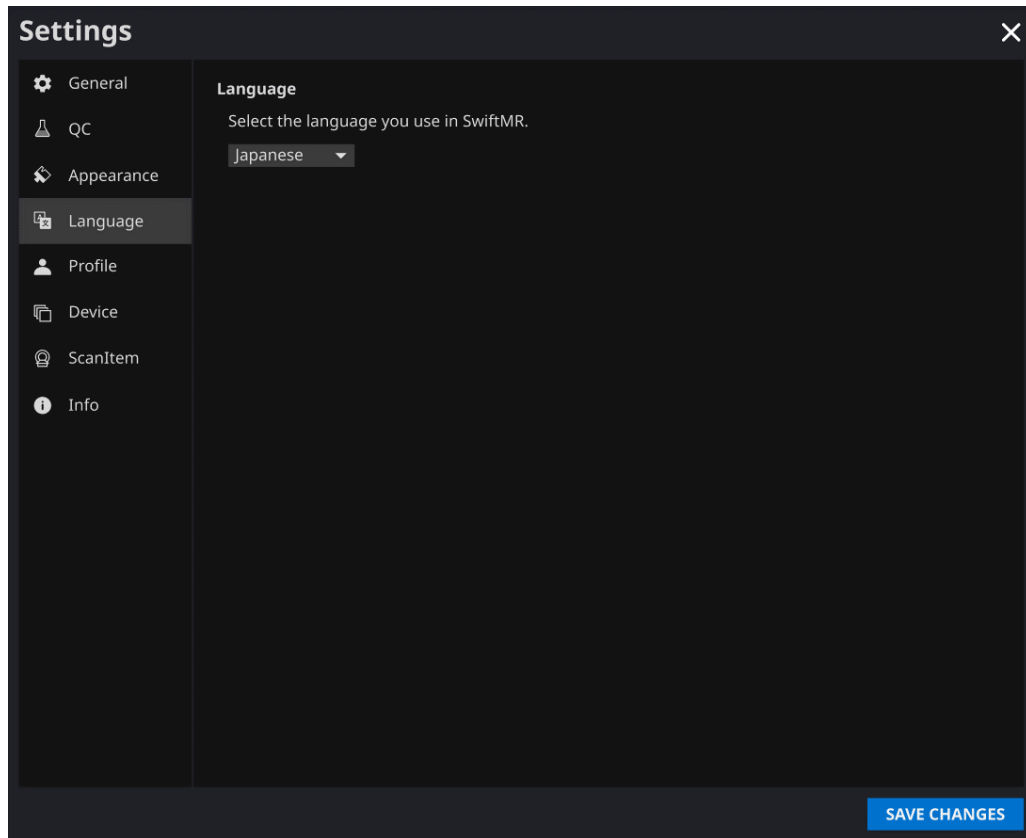 Settings
General
QC
Appearance
Language
Profile
Device
ScanItem
Info
Language
Select the language you use in SwiftMR.
Japanese
SAVE CHANGES